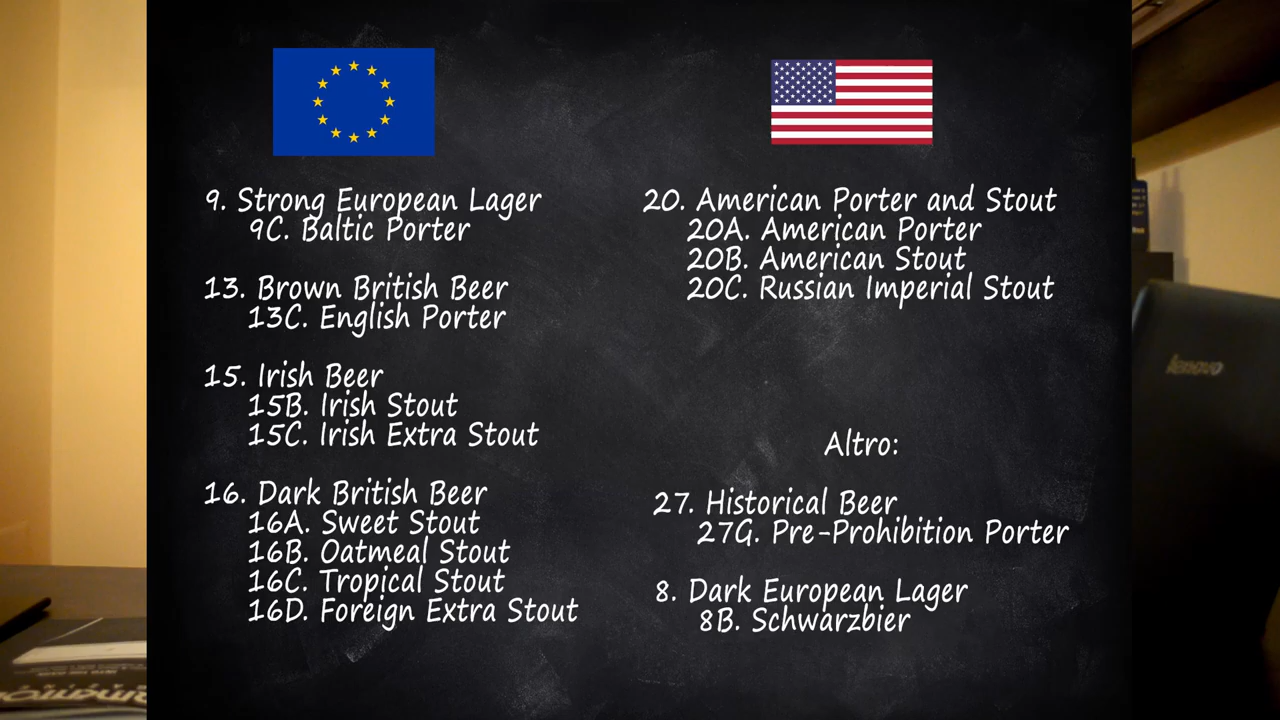 9. Strong European Lager
9C. Baltic Porter
13. Brown British Beer
13C. English Porter
15. Irish Beer
15B. Irish Stout
15C. Irish Extra Stout
16. Dark British Beer
16A. Sweet Stout
16B. Oatmeal Stout
16C. Tropical Stout
16D. Foreign Extra Stout
20. American Porter and Stout
20A. American Porter
20B. American Stout
20C. Russian Imperial Stout
Altro:
27. Historical Beer
27G. Pre-Prohibition Porter
8. Dark European Lager
8B. Schwarzbier
lenovo